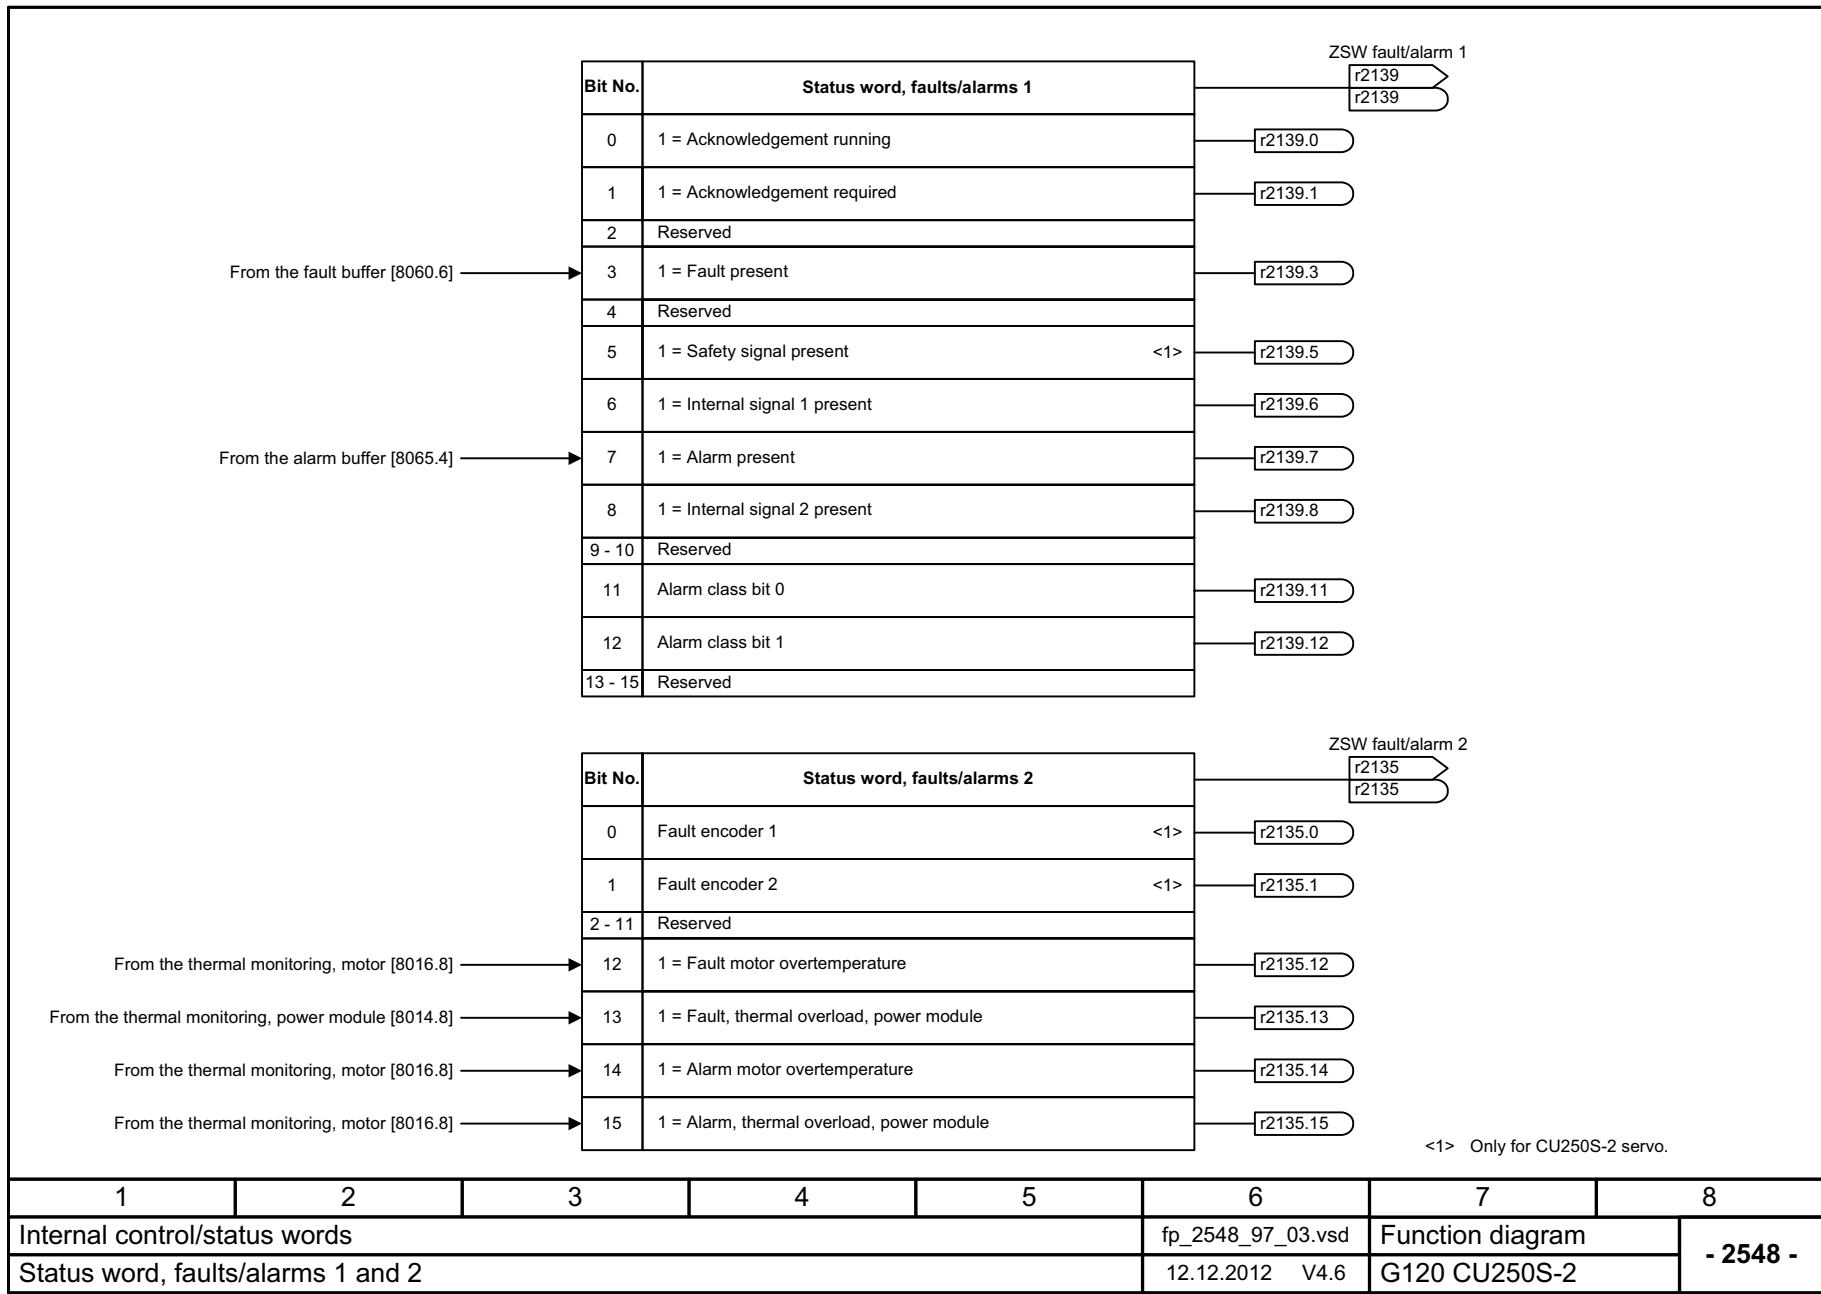 ZSW fault/alarm 1
Bit No. Status word, faults/alarms 1 r2139
r2139
0 1 = Acknowledgement running r2139.0
1 1 = Acknowledgement required r2139.1
2 Reserved
From the fault buffer [8060.6] 3 1 = Fault present r2139.3
4 Reserved
5 1 = Safety signal present <1> r2139.5
6 1 = Internal signal 1 present r2139.6
From the alarm buffer [8065.4] 7 1 = Alarm present r2139.7
8 1 = Internal signal 2 present r2139.8
9 - 10 Reserved
11 Alarm class bit 0 r2139.11
12 Alarm class bit 1 r2139.12
13 - 15 Reserved
ZSW fault/alarm 2
Bit No. Status word, faults/alarms 2 r2135
r2135
0 Fault encoder 1 <1> r2135.0
1 Fault encoder 2 <1> r2135.1
2 - 11 Reserved
From the thermal monitoring, motor [8016.8] 12 1 = Fault motor overtemperature r2135.12
From the thermal monitoring, power module [8014.8] 13 1 = Fault, thermal overload, power module r2135.13
From the thermal monitoring, motor [8016.8] 14 1 = Alarm motor overtemperature r2135.14
From the thermal monitoring, motor [8016.8] 15 1 = Alarm, thermal overload, power module r2135.15
<1> Only for CU250S-2 servo.
1 2 3 4 5 6 7 8
Internal control/status words fp_2548_97_03.vsd Function diagram - 2548 -
Status word, faults/alarms 1 and 2 12.12.2012 V4.6 G120 CU250S-2